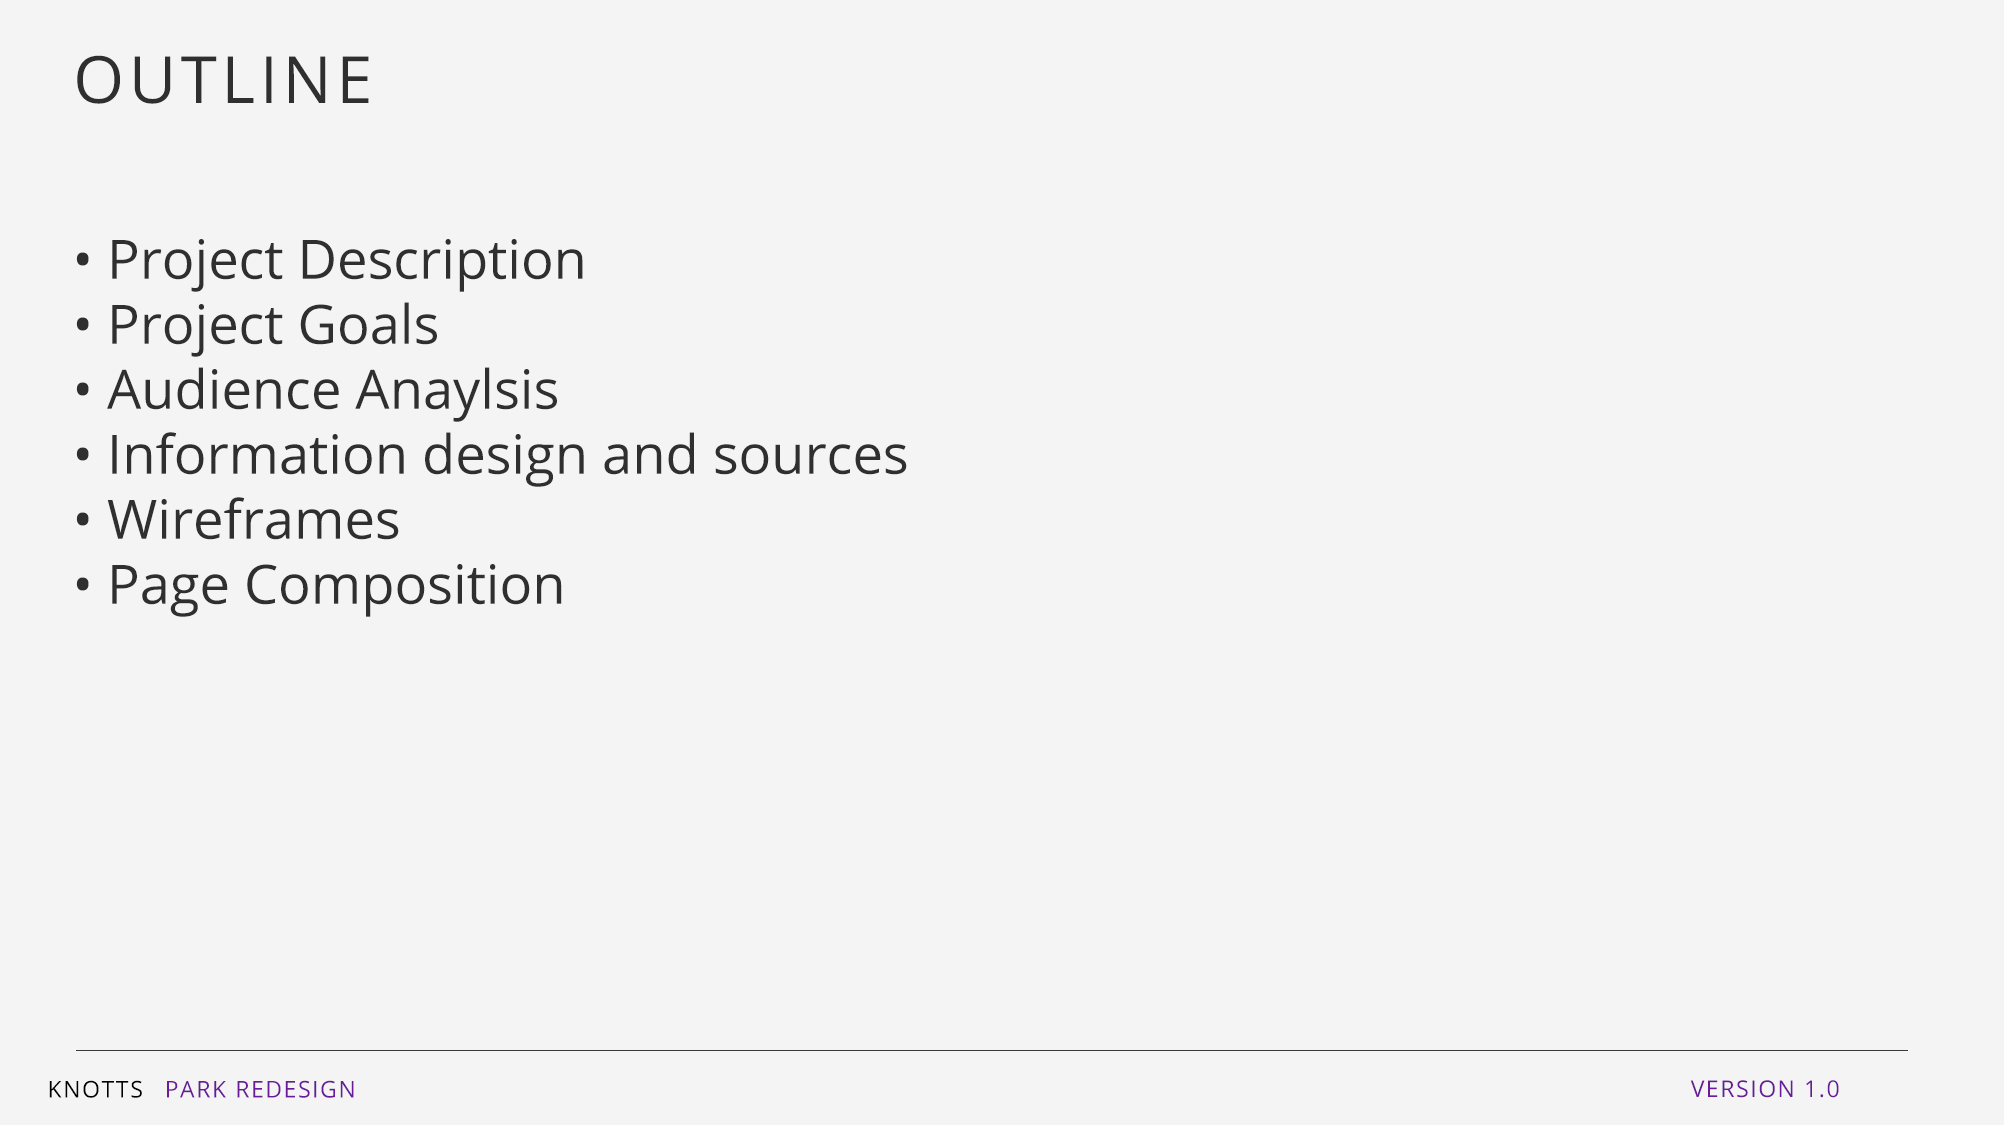 OUTLINE
• Project Description
• Project Goals
• Audience Anaylsis
• Information design and sources
• Wireframes
• Page Composition
KNOTTS PARK REDESIGN
VERSION 1.0